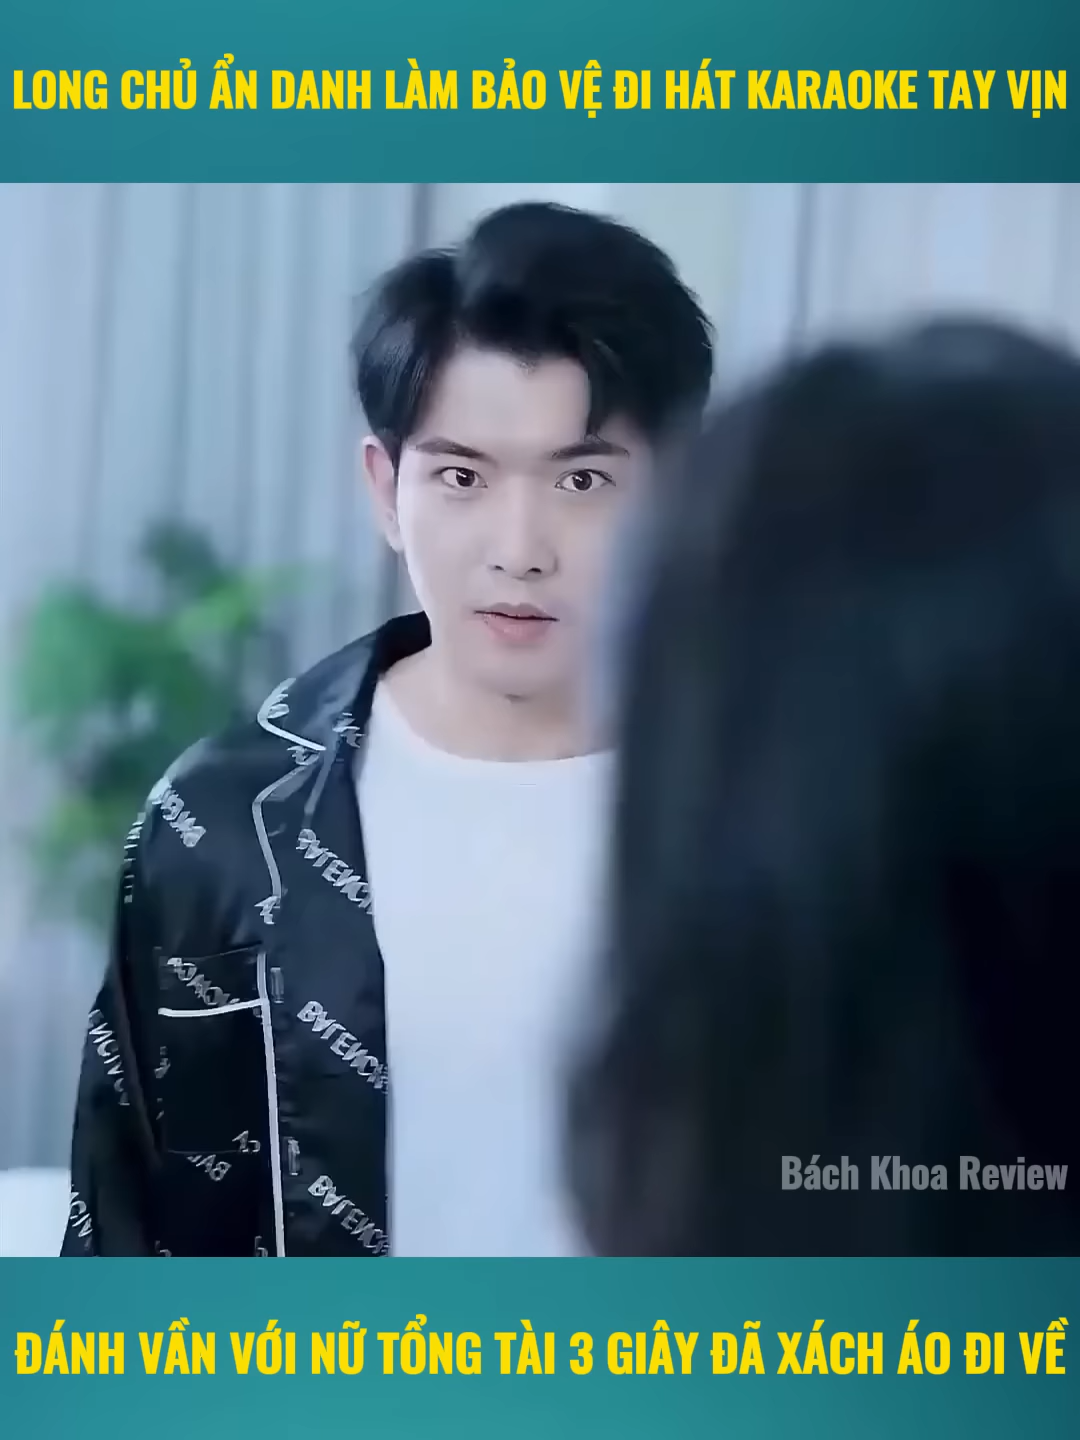 LONG CHỦ ẨN DANH LÀM BẢO VỆ ĐI HÁT KARAOKE TAY VỊN
Bách Khoa Review
ĐÁNH VẦN VỚI NỮ TỔNG TÀI 3 GIÂY ĐÃ XÁCH ÁO ĐI VỀ